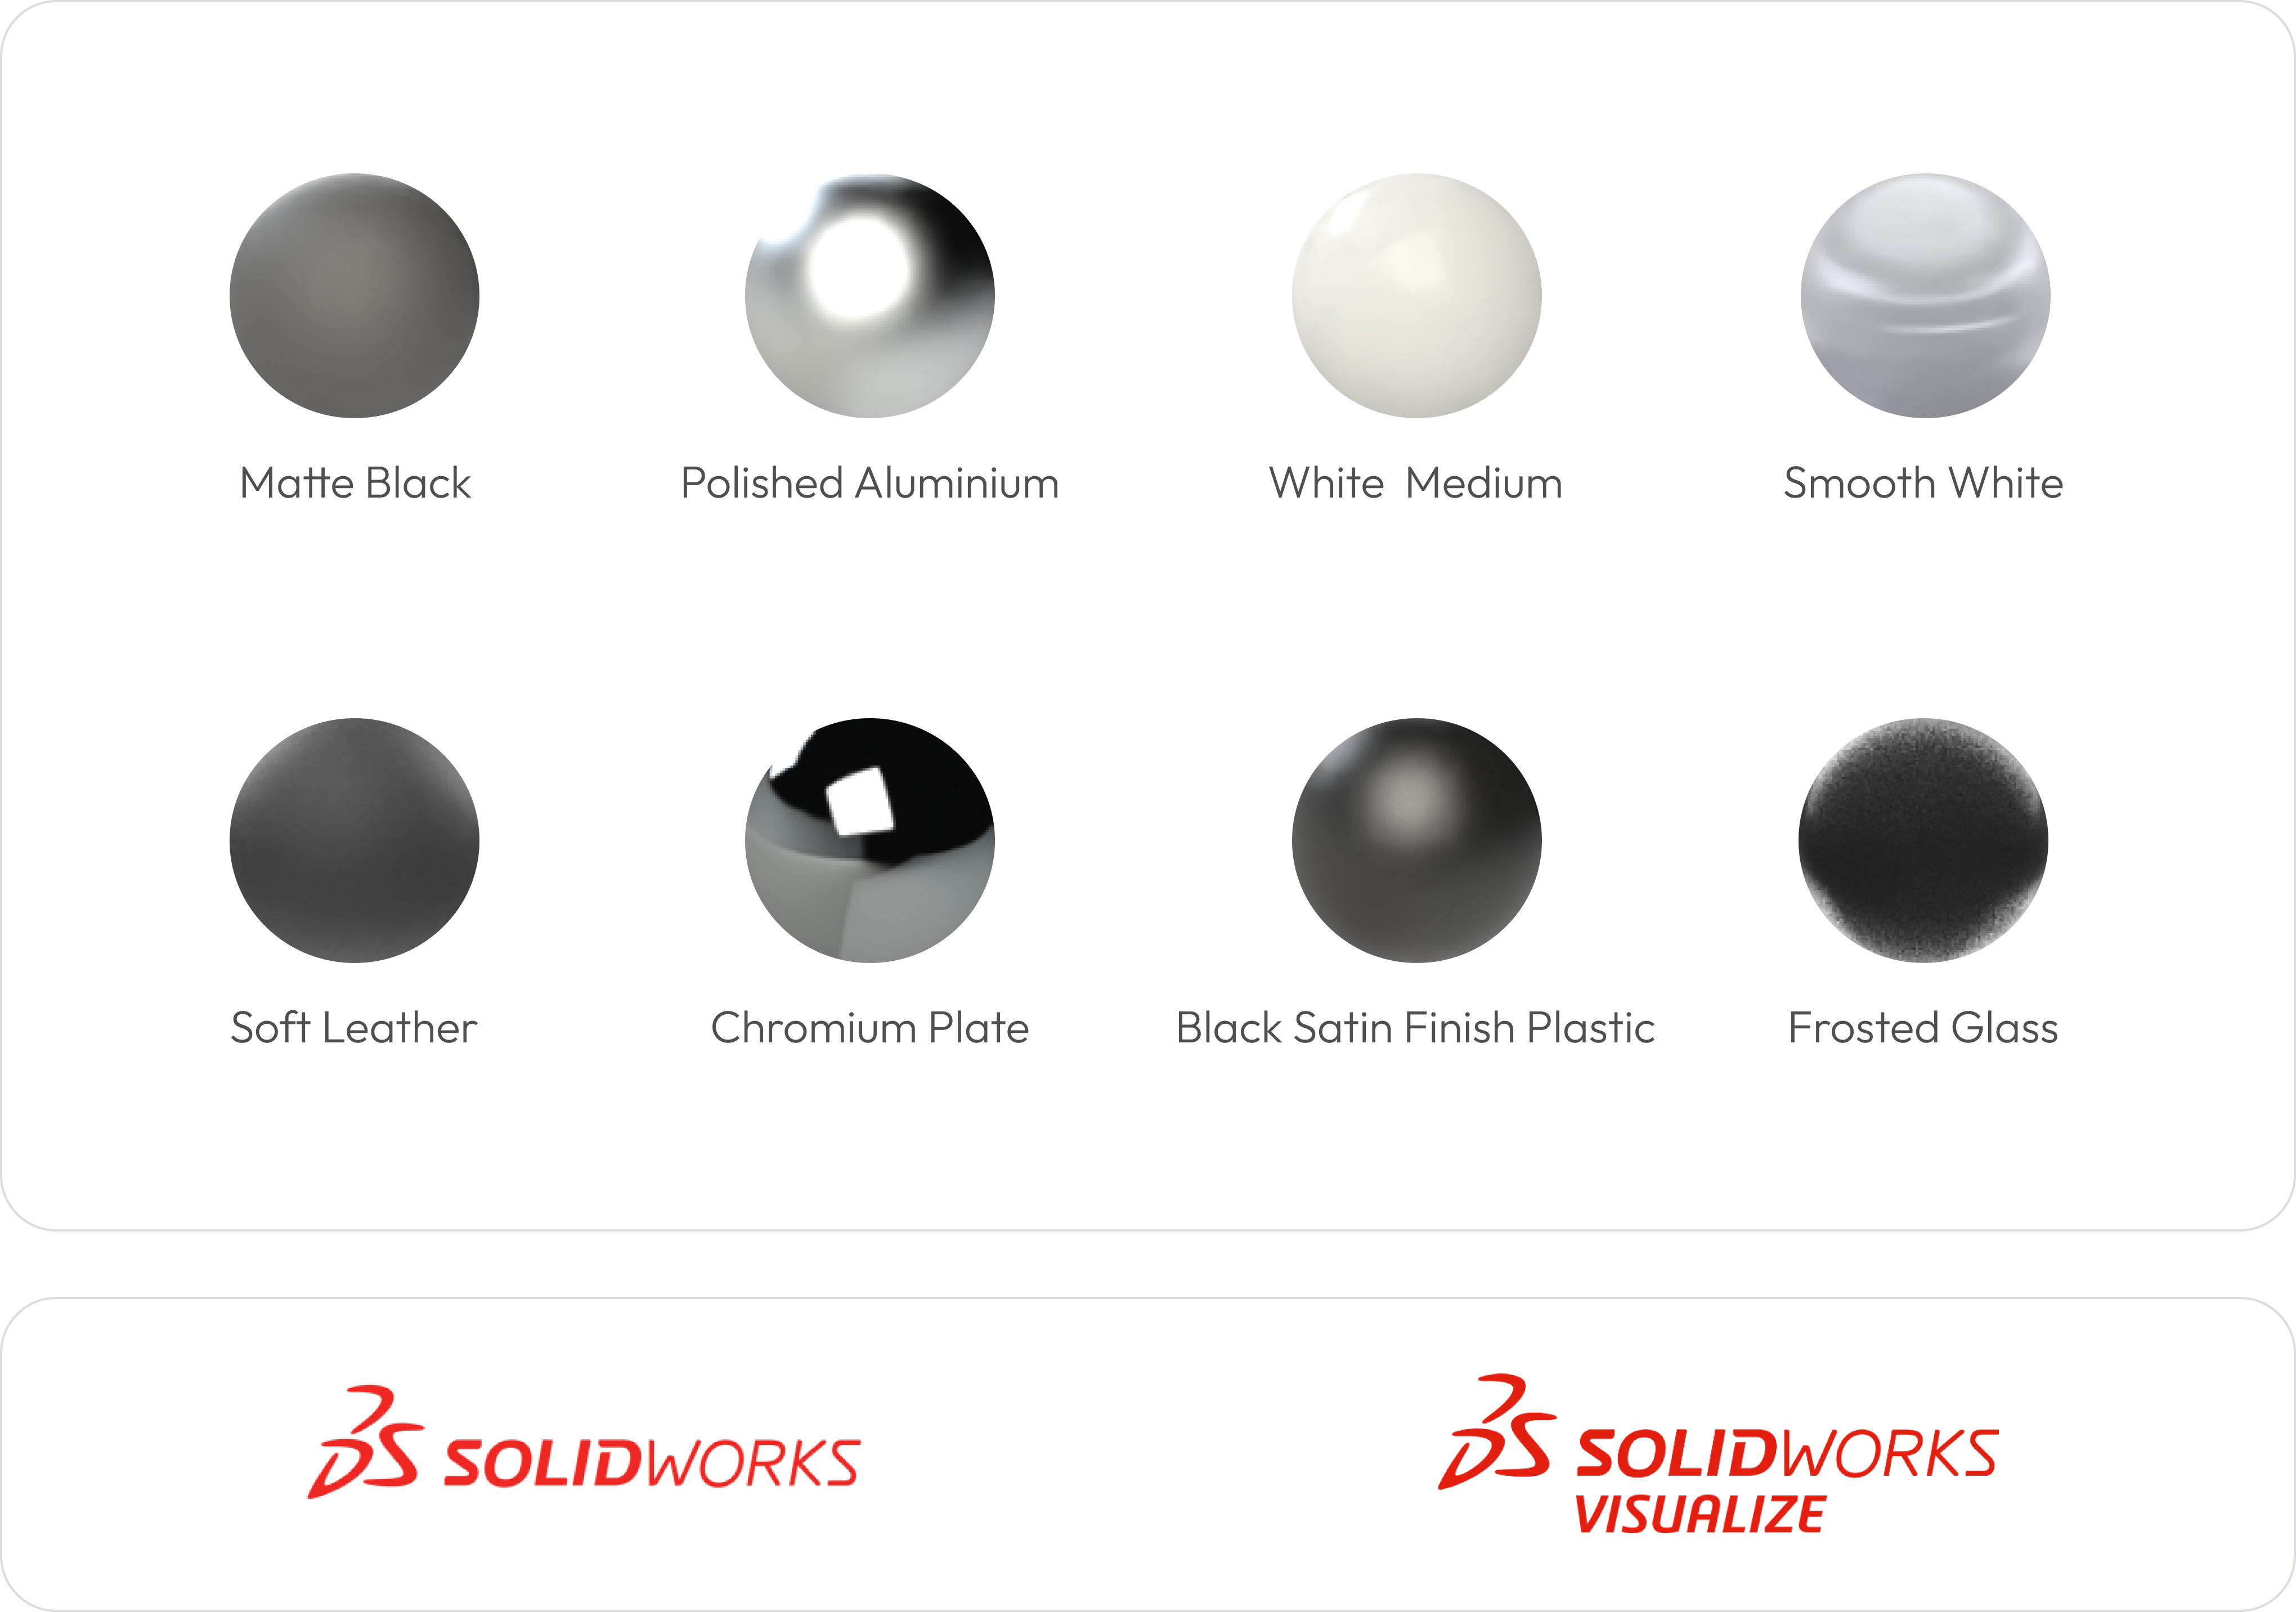 Matte Black
Polished Aluminium
White  Medium
Smooth White
Soft Leather
Chromium Plate
Black Satin Finish Plastic
Frosted Glass
SOLIDWORKS
SOLIDWORKS
VISUALIZE